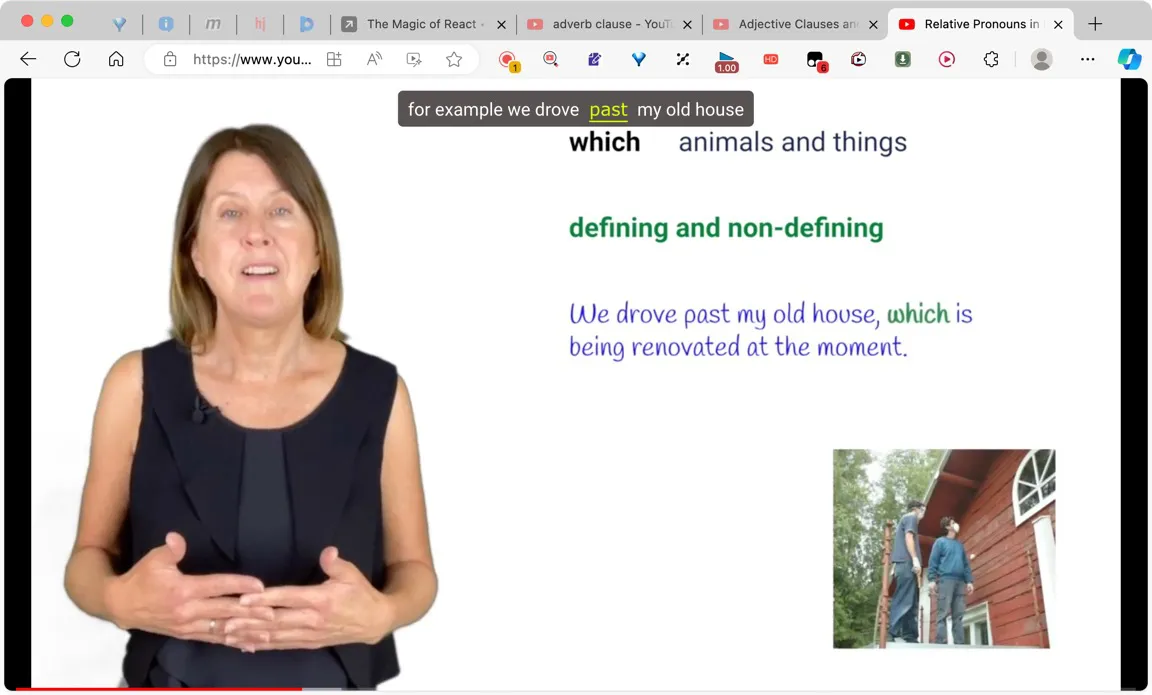 m
hj
The Magic of React
adverb clause - YouT
Adjective Clauses an
Relative Pronouns in
https://www.you...
1
1.00
HD
6
for example we drove past my old house
which animals and things
defining and non-defining
We drove past my old house, which is
being renovated at the moment.